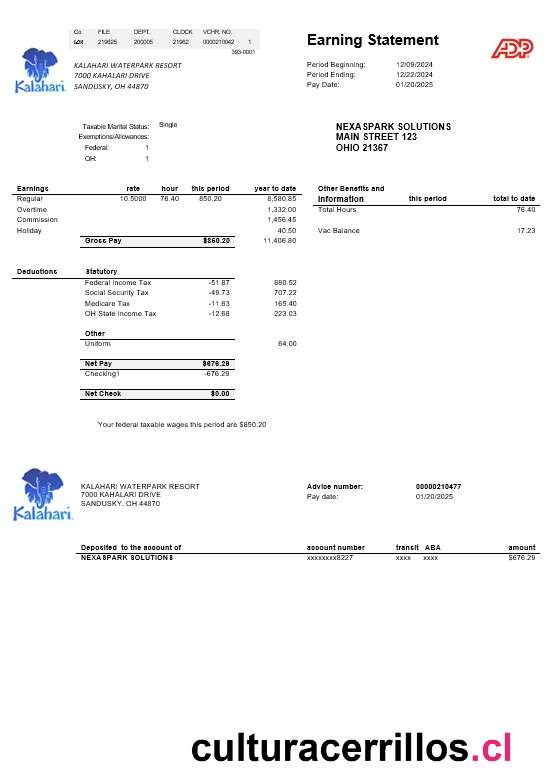 Co FILE DEPT. CLOCK VCHR. NO.
219625 200005 21962 0000210042 1
393-0001
Earning Statement
ADP
Kalahari.
KALAHARI WATERPARK RESORT
7000 KAHALARI DRIVE
SANDUSKY, OH 44870
Period Beginning: 12/09/2024
Period Ending: 12/22/2024
Pay Date: 01/20/2025
Taxable Marital Status: Single
Exemptions/Allowances:
Federal: 1
OH: 1
NEXASPARK SOLUTIONS
MAIN STREET 123
OHIO 21367
Earnings rate hour this period year to date
Regular 10.5000 76.40 850.20 8,580.85
Overtime 1,332.00
Commission 1,456.45
Holiday 40.50
Gross Pay $850.20 11,406.80
Other Benefits and
Information this period total to date
Total Hours 76.40
Vac Balance 17.23
Deductions Statutory
Federal Income Tax -51.87 880.52
Social Security Tax -49.73 707.22
Medicare Tax -11.63 165.40
OH State Income Tax -12.68 223.03
Other
Uniform 64.00
Net Pay $676.29
Checking1 -676.29
Net Check $0.00
Your federal taxable wages this period are $850.20
Kalahari.
KALAHARI WATERPARK RESORT
7000 KAHALARI DRIVE
SANDUSKY, OH 44870
Advise number: 00000210477
Pay date: 01/20/2025
Deposited to the account of account number transit ABA amount
NEXASPARK SOLUTIONS xxxxxxxx8227 xxxx xxxx $676.29
culturacerrillos.cl